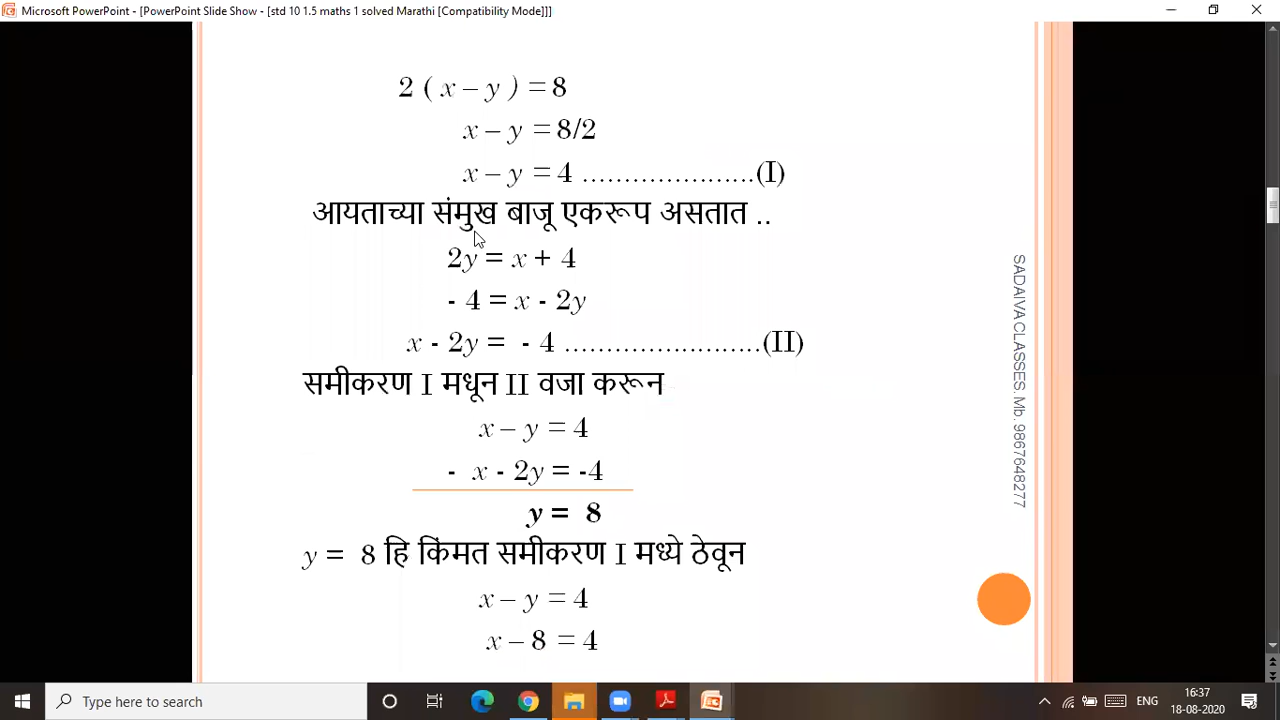 Microsoft PowerPoint - [PowerPoint Slide Show - [std 10 1.5 maths 1 solved Marathi [Compatibility Mode]]]
2 ( x – y ) = 8
x – y = 8/2
x – y = 4 .....................(I)
आयताच्या संमुख बाजू एकरूप असतात ..
2y = x + 4
- 4 = x - 2y
x - 2y = - 4 ........................(II)
समीकरण I मधून II वजा करून
x – y = 4
- x - 2y = -4
y = 8
y = 8 हि किंमत समीकरण I मध्ये ठेवून
x – y = 4
x – 8 = 4
SADAIVA CLASSES. Mb. 9867648277
Type here to search
ENG
16:37
18-08-2020